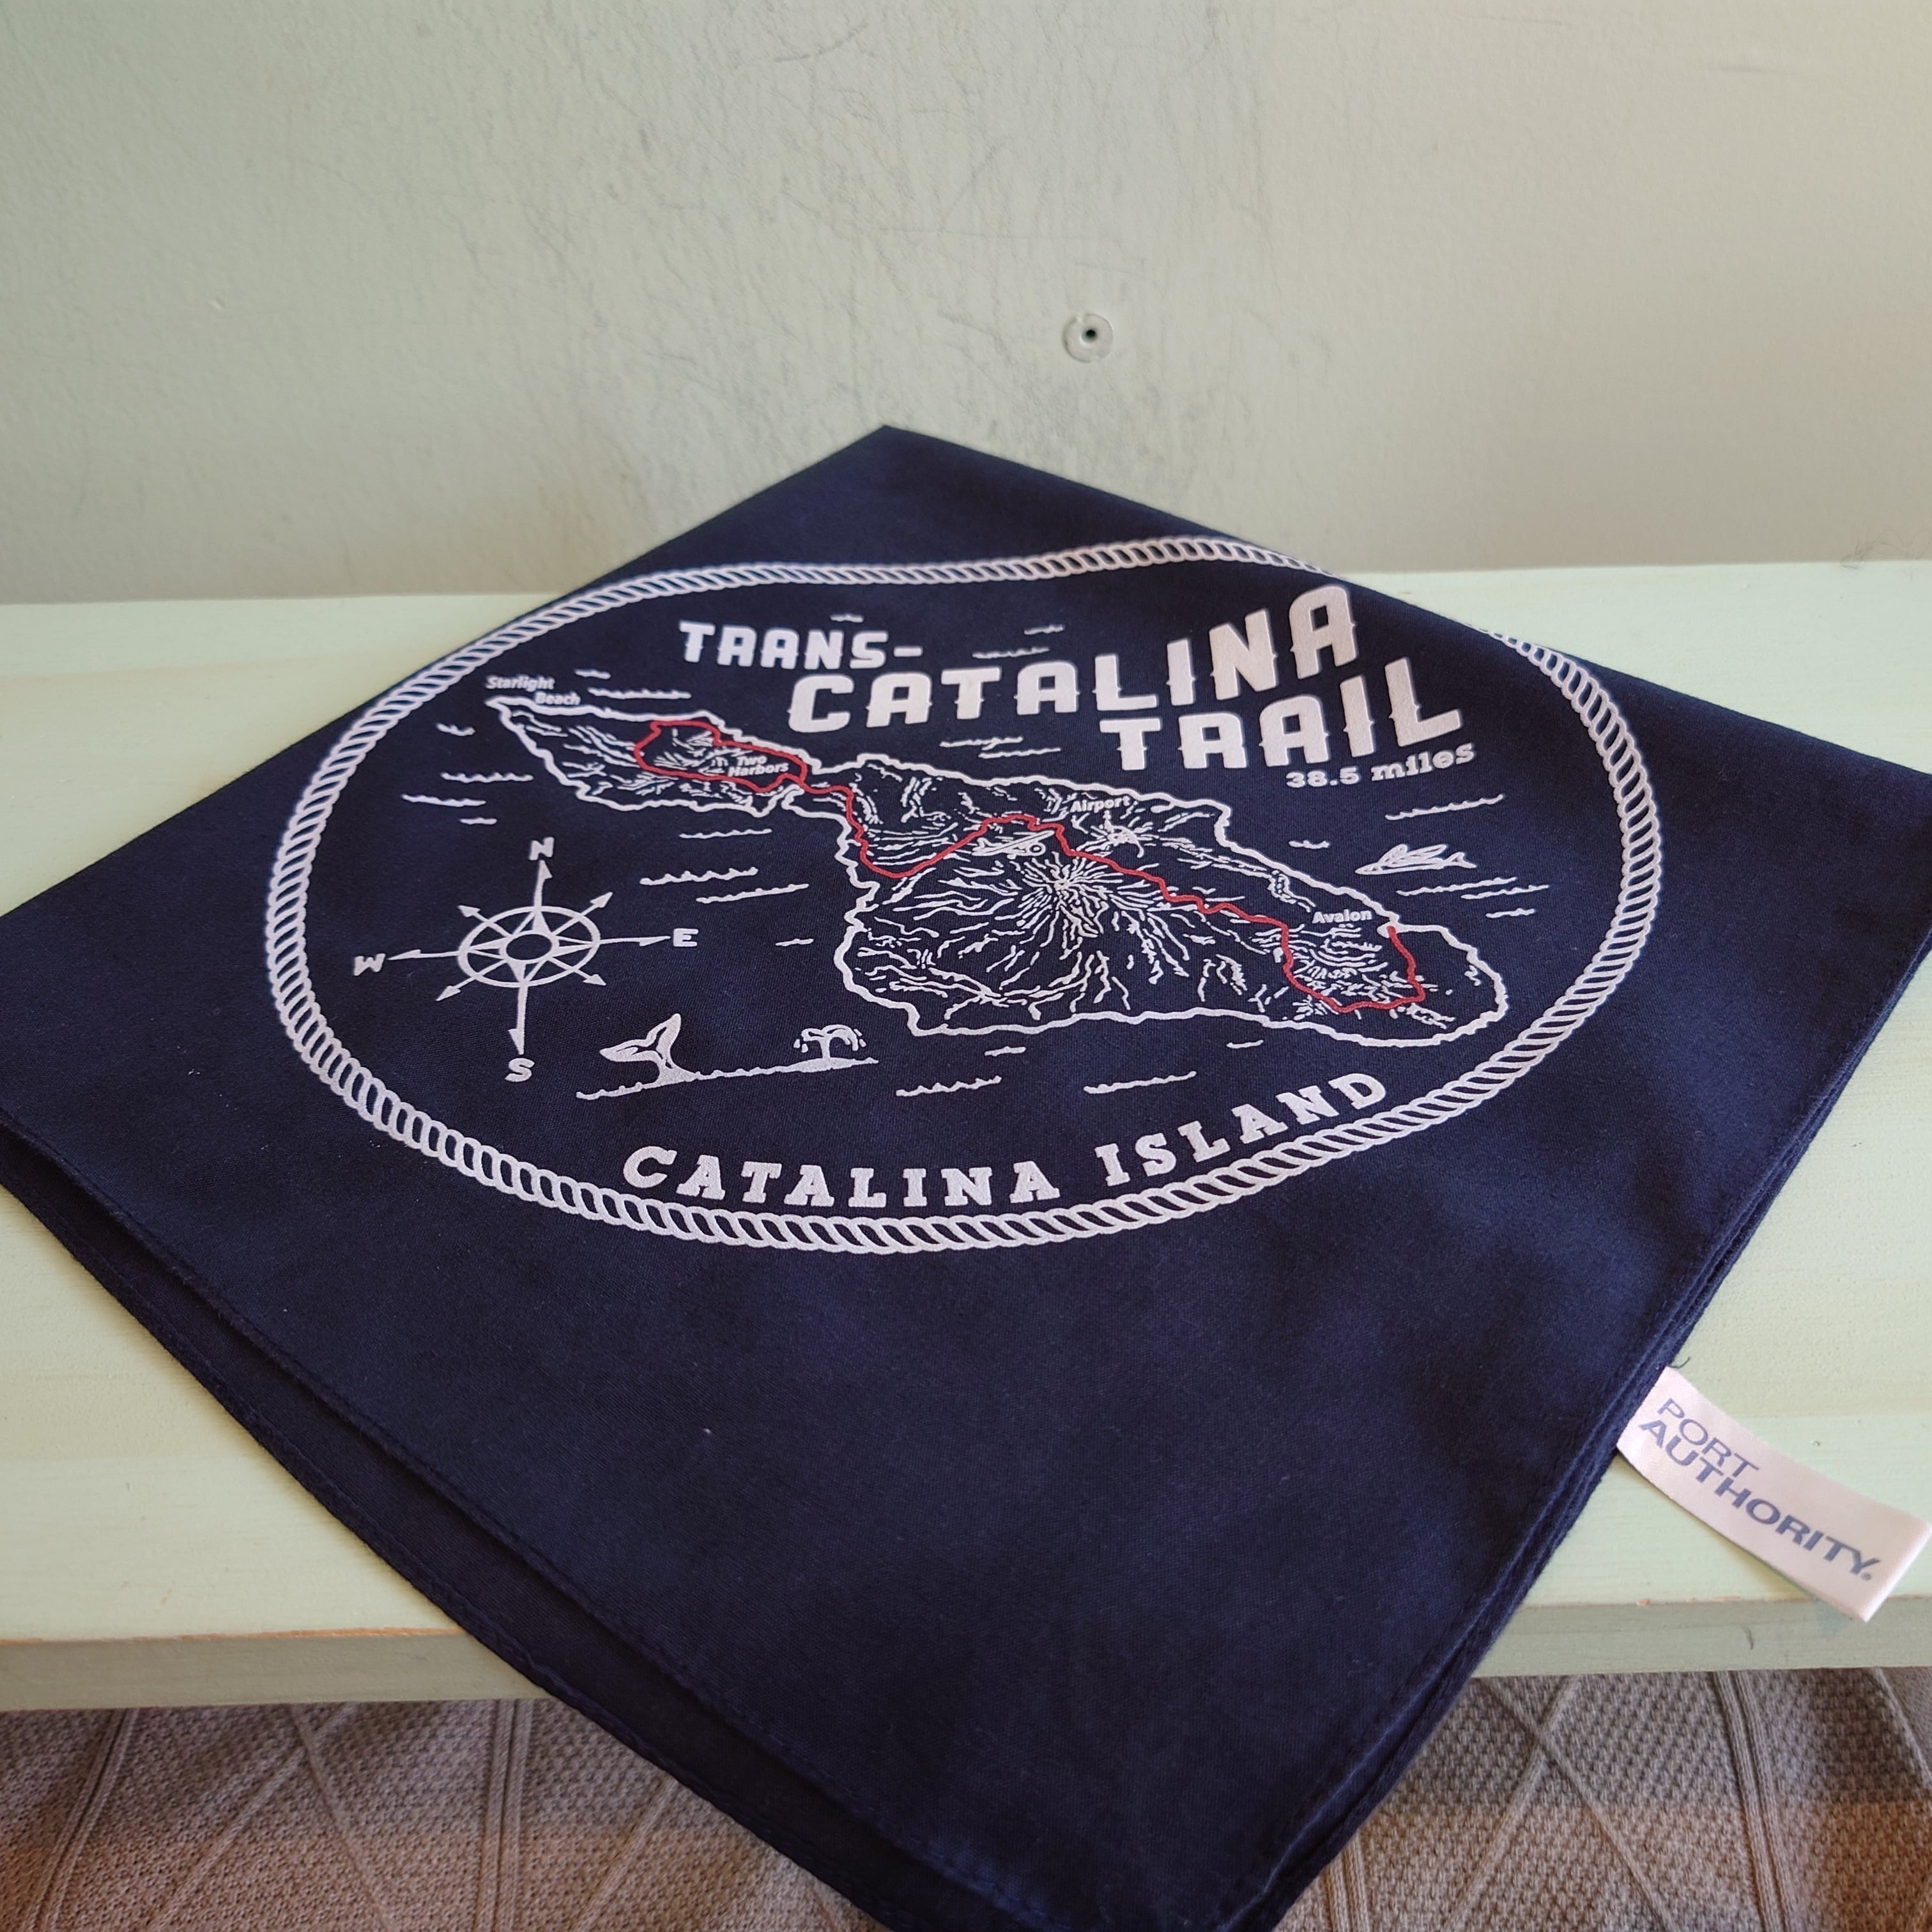 TRANS-
CATALINA
TRAIL
38.5 miles
Starlight
Beach
Two
Harbors
Airport
Avalon
N
W
E
S
CATALINA ISLAND
PORT
AUTHORITY®